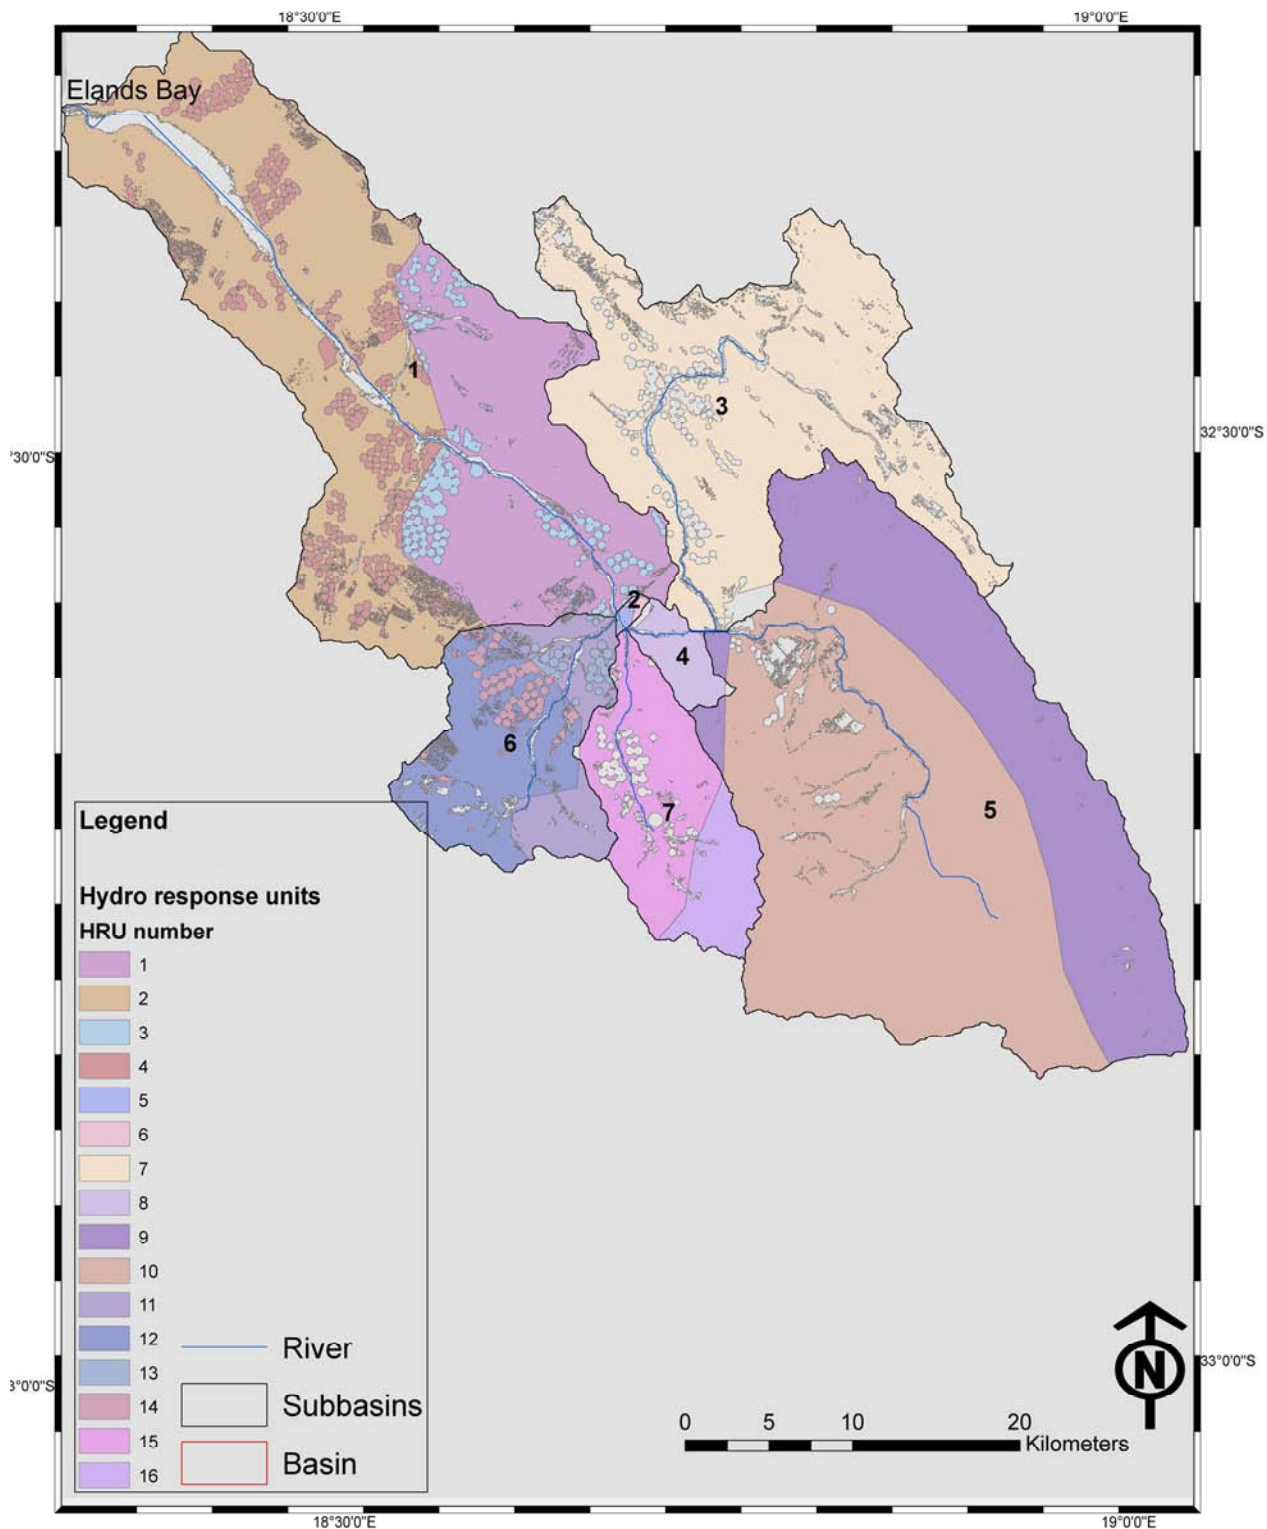 18°30'0"E 19°0'0"E
Elands Bay
1
3
32°30'0"S
:30'0"S
2
4
6
7
5
Legend
Hydro response units
HRU number
1
2
3
4
5
6
7
8
9
10
11
12
13
14
15
16
River
Subbasins
Basin
N
33°0'0"S
3°0'0"S
0 5 10 20
Kilometers
18°30'0"E 19°0'0"E